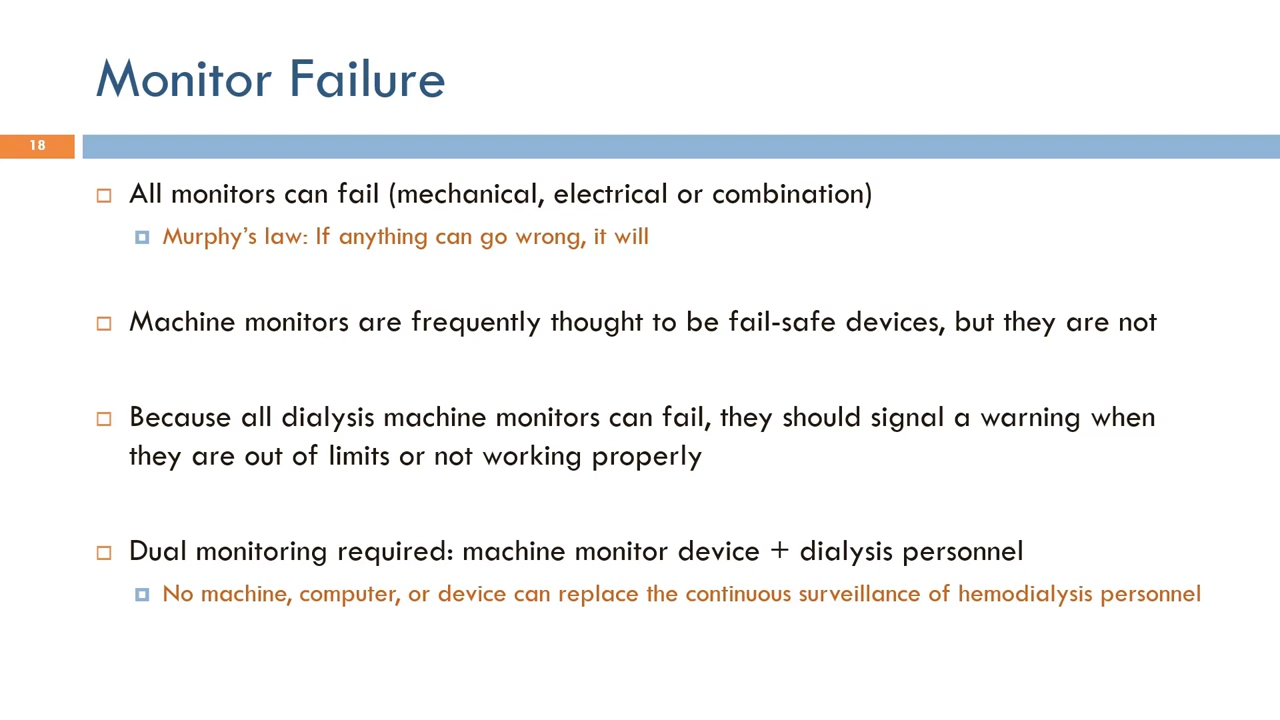 Monitor Failure
18
All monitors can fail (mechanical, electrical or combination)
Murphy’s law: If anything can go wrong, it will
Machine monitors are frequently thought to be fail-safe devices, but they are not
Because all dialysis machine monitors can fail, they should signal a warning when
they are out of limits or not working properly
Dual monitoring required: machine monitor device + dialysis personnel
No machine, computer, or device can replace the continuous surveillance of hemodialysis personnel